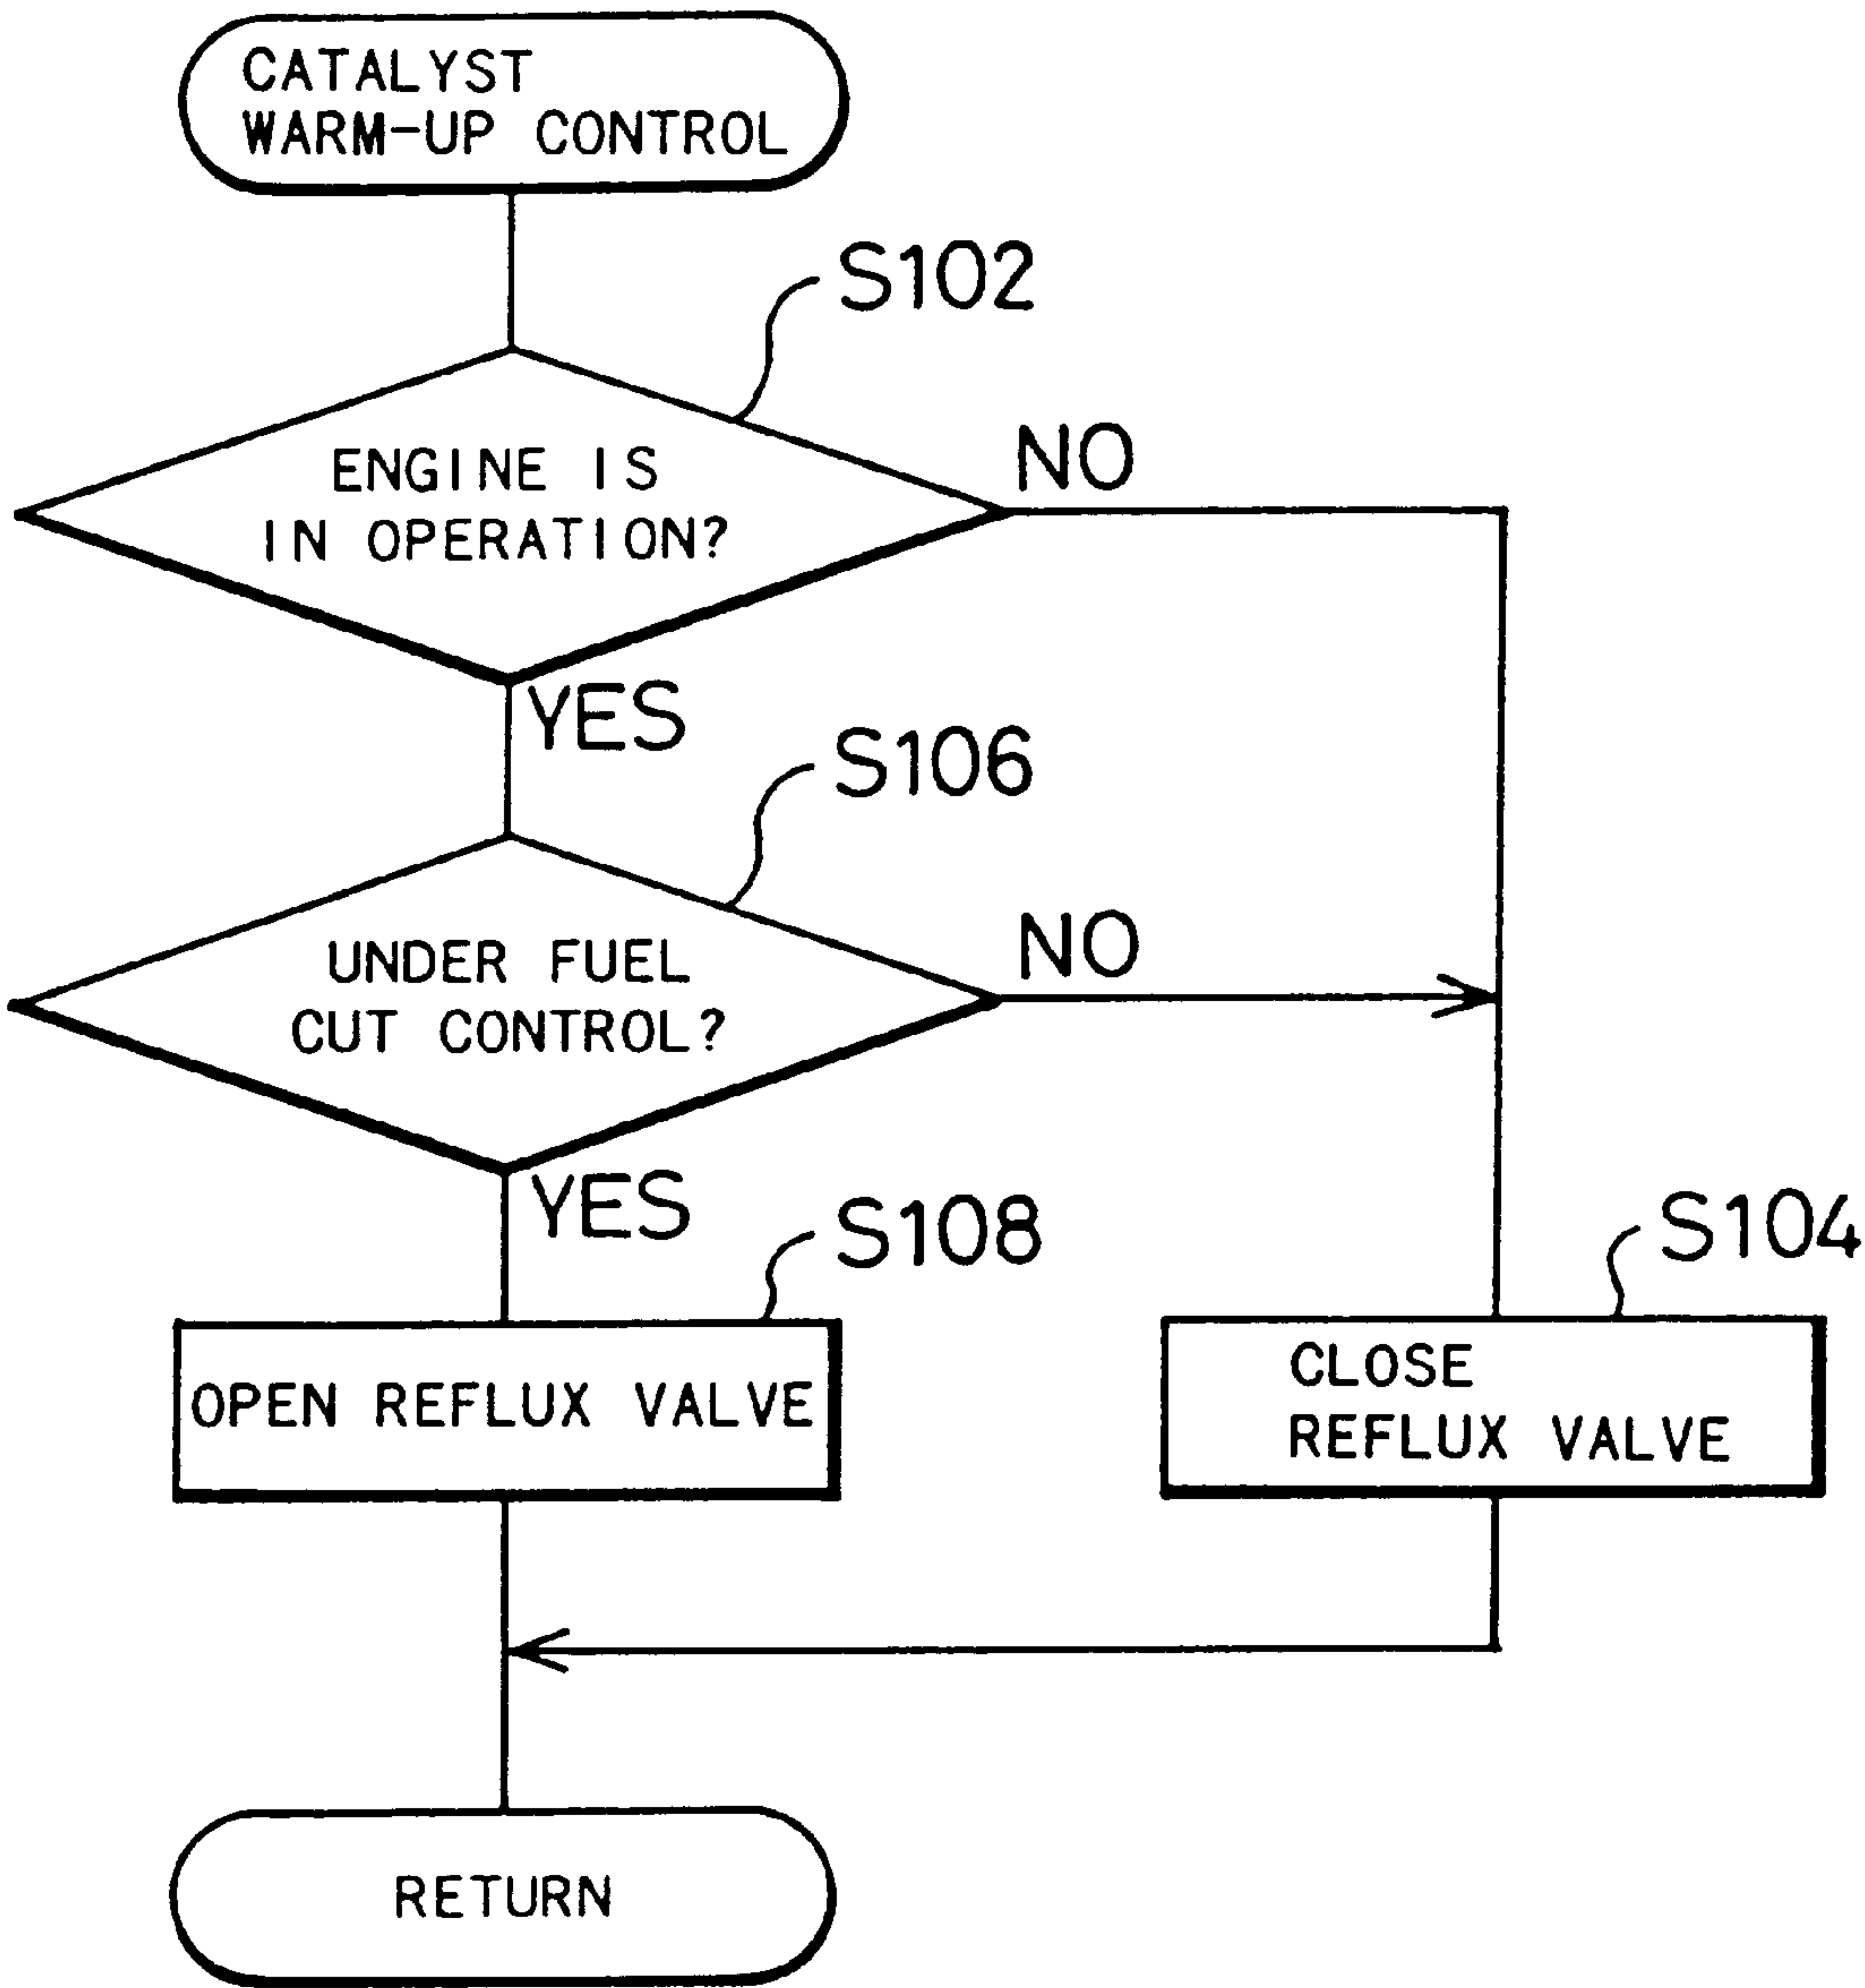 CATALYST
WARM-UP CONTROL
S102
ENGINE IS
IN OPERATION?
NO
YES
S106
UNDER FUEL
CUT CONTROL?
NO
YES
S108
S104
OPEN REFLUX VALVE
CLOSE
REFLUX VALVE
RETURN